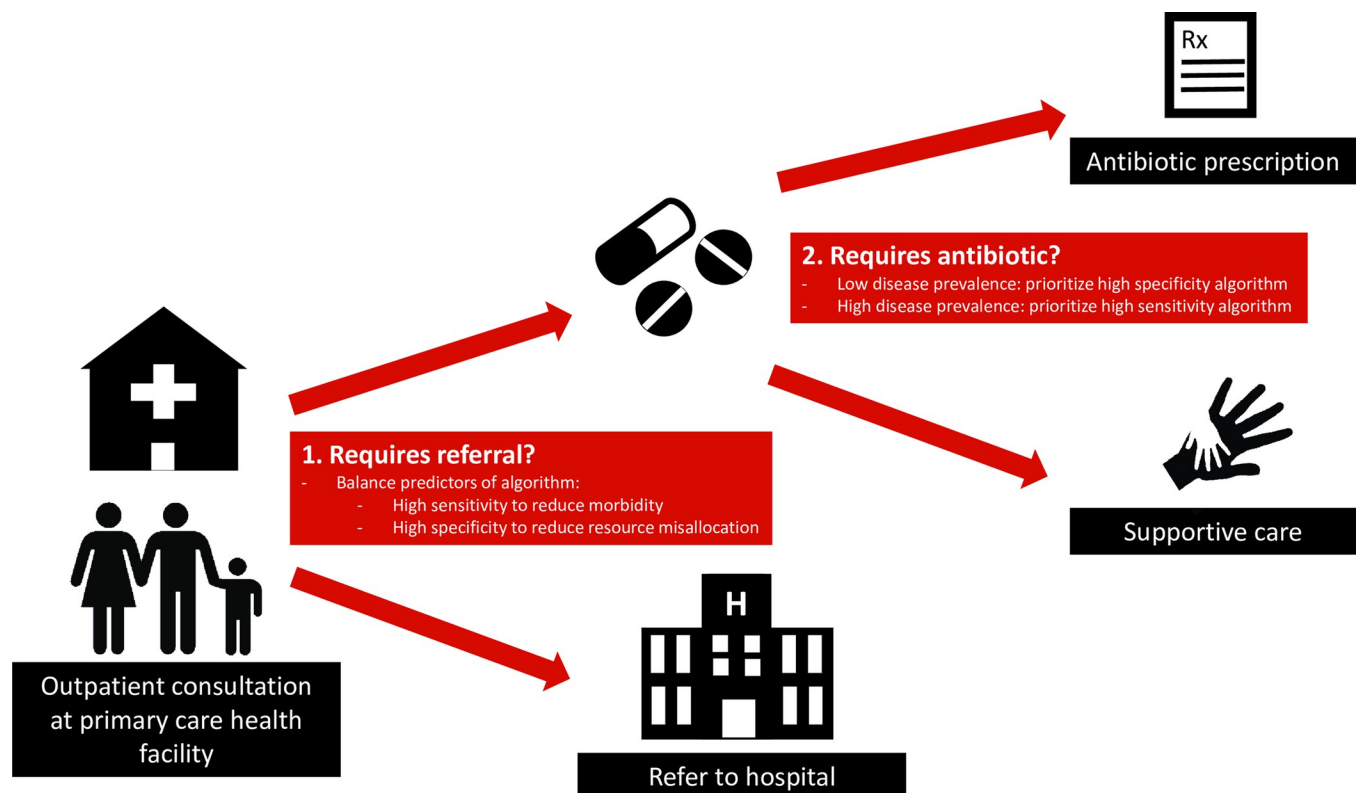 Rx
Antibiotic prescription
2. Requires antibiotic?
- Low disease prevalence: prioritize high specificity algorithm
- High disease prevalence: prioritize high sensitivity algorithm
1. Requires referral?
- Balance predictors of algorithm:
- High sensitivity to reduce morbidity
- High specificity to reduce resource misallocation
Supportive care
H
Outpatient consultation
at primary care health
facility
Refer to hospital